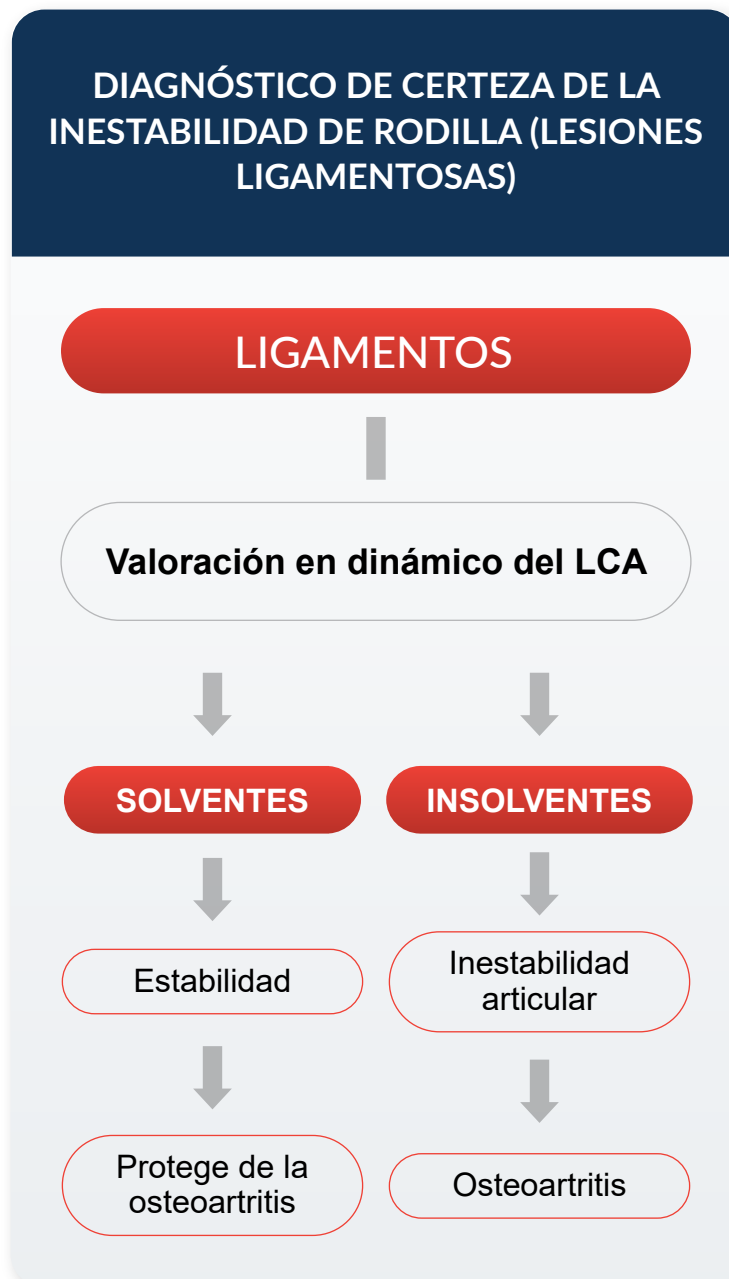 DIAGNÓSTICO DE CERTEZA DE LA
INESTABILIDAD DE RODILLA (LESIONES
LIGAMENTOSAS)
LIGAMENTOS
Valoración en dinámico del LCA
SOLVENTES
INSOLVENTES
Estabilidad
Inestabilidad
articular
Protege de la
osteoartritis
Osteoartritis